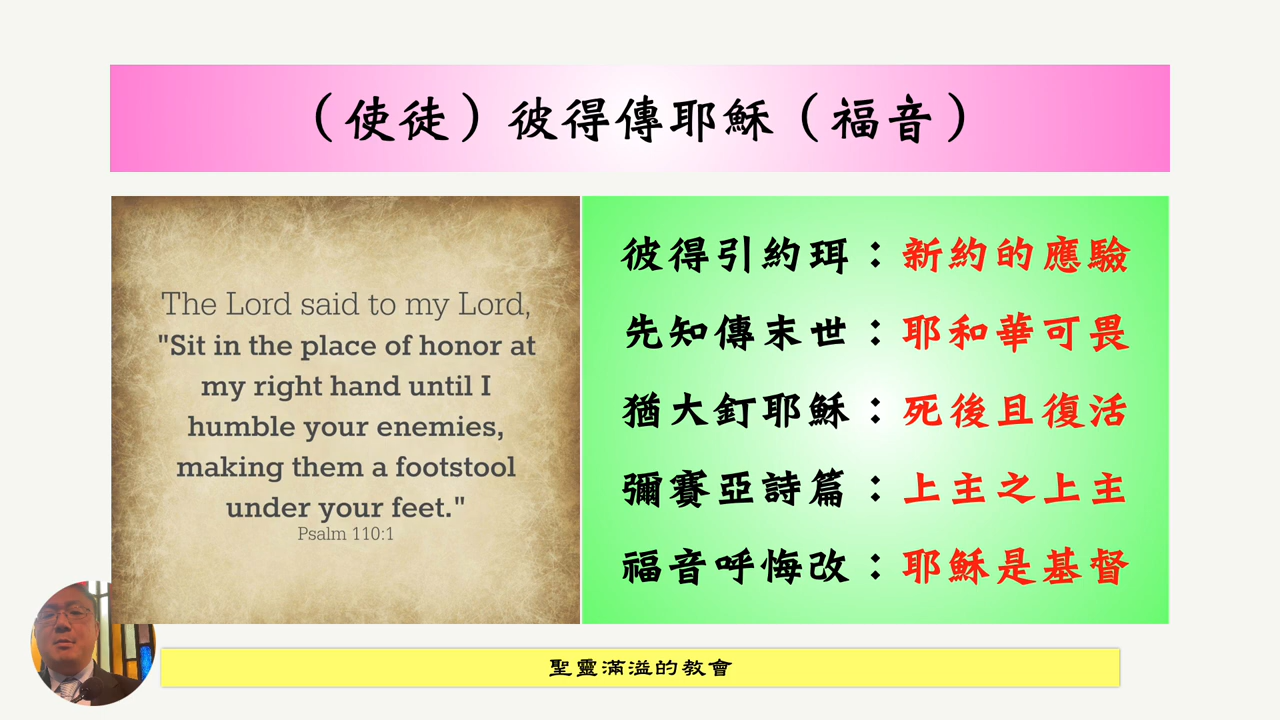 （使徒）彼得傳耶穌（福音）
The Lord said to my Lord,
"Sit in the place of honor at
my right hand until I
humble your enemies,
making them a footstool
under your feet."
Psalm 110:1
彼得引約珥：新約的應驗
先知傳末世：耶和華可畏
猶大釘耶穌：死後且復活
彌賽亞詩篇：上主之上主
福音呼悔改：耶穌是基督
聖靈滿溢的教會